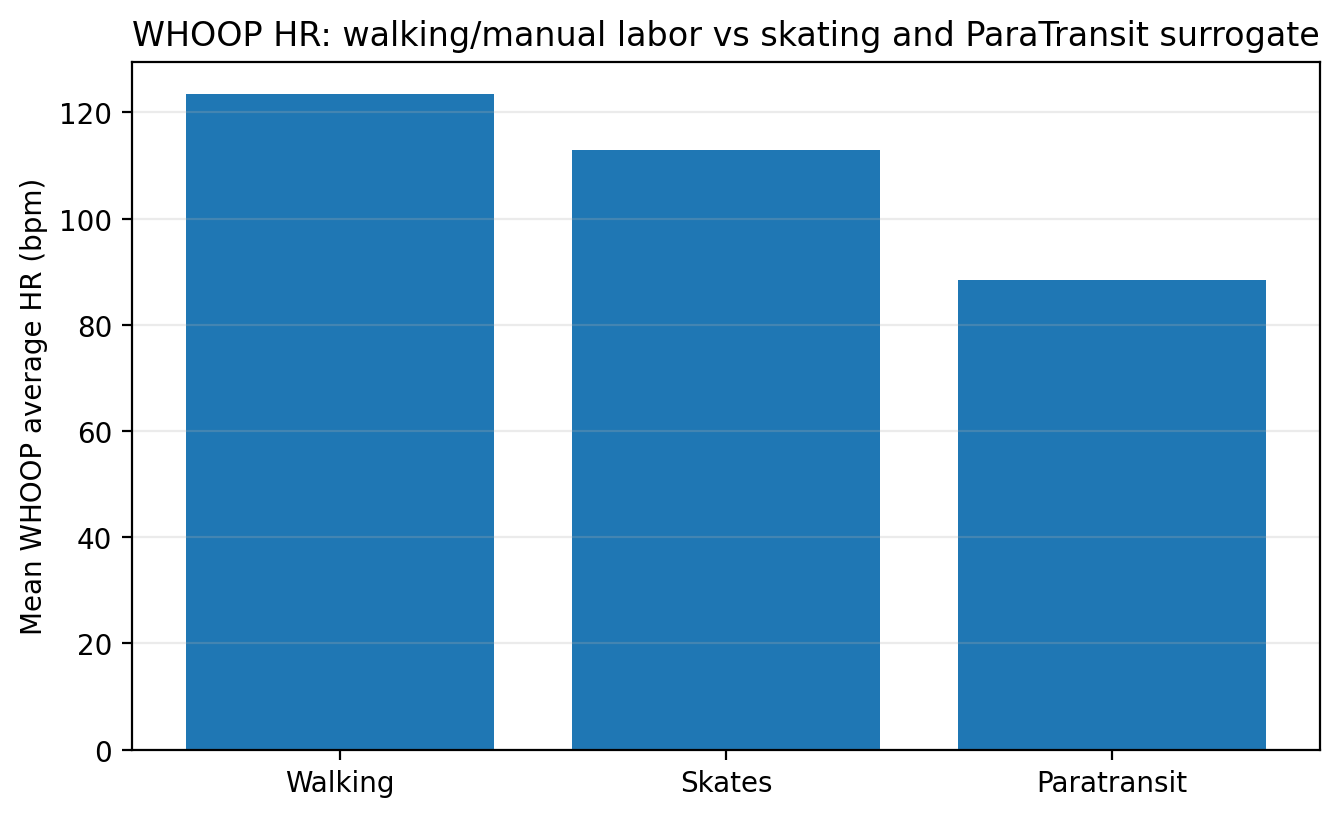 WHOOP HR: walking/manual labor vs skating and ParaTransit surrogate
Mean WHOOP average HR (bpm)
120
100
80
60
40
20
0
Walking
Skates
Paratransit